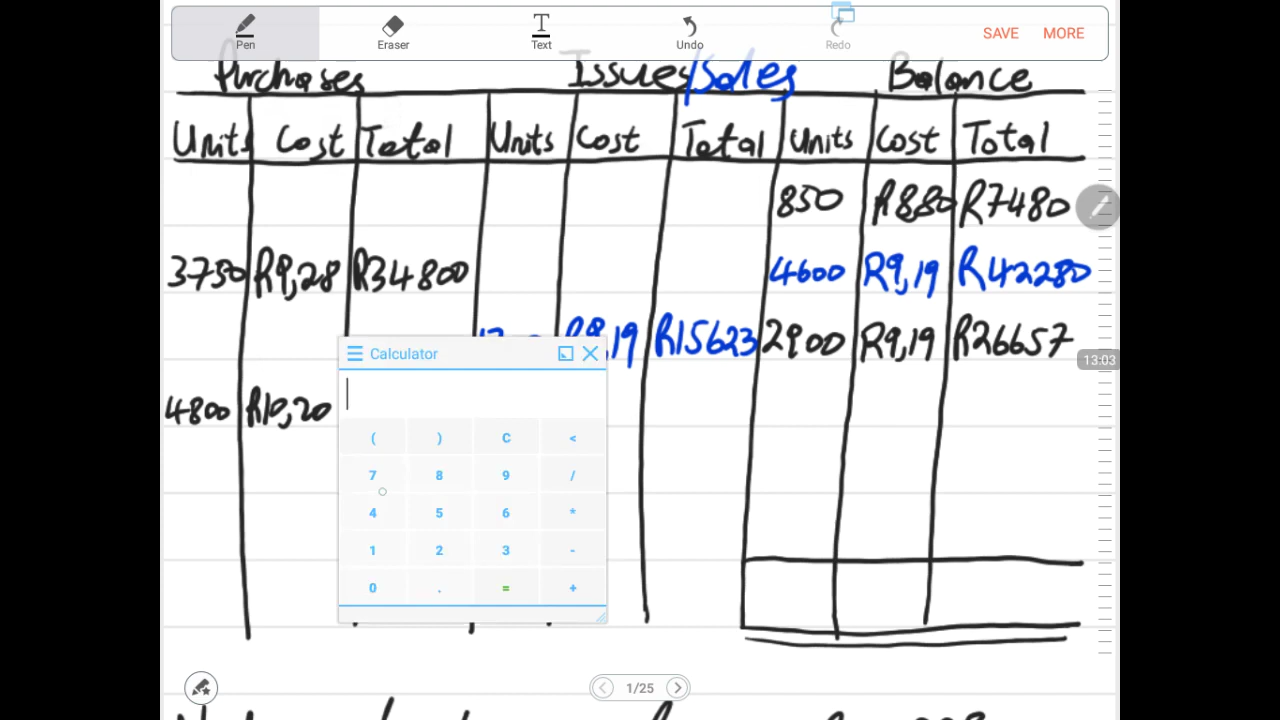 Pen Eraser Text Undo Redo SAVE MORE
Purchases Issues/Sales Balance
Units Cost Total Units Cost Total Units Cost Total
850 R8,80 R7480
3750 R9,28 R34800 4600 R9,19 R42280
,19 R15623 2900 R9,19 R26657
13:03
Calculator
4800 R10,20
( ) C <
7 8 9 /
4 5 6 *
1 2 3 -
0 . = +
1/25